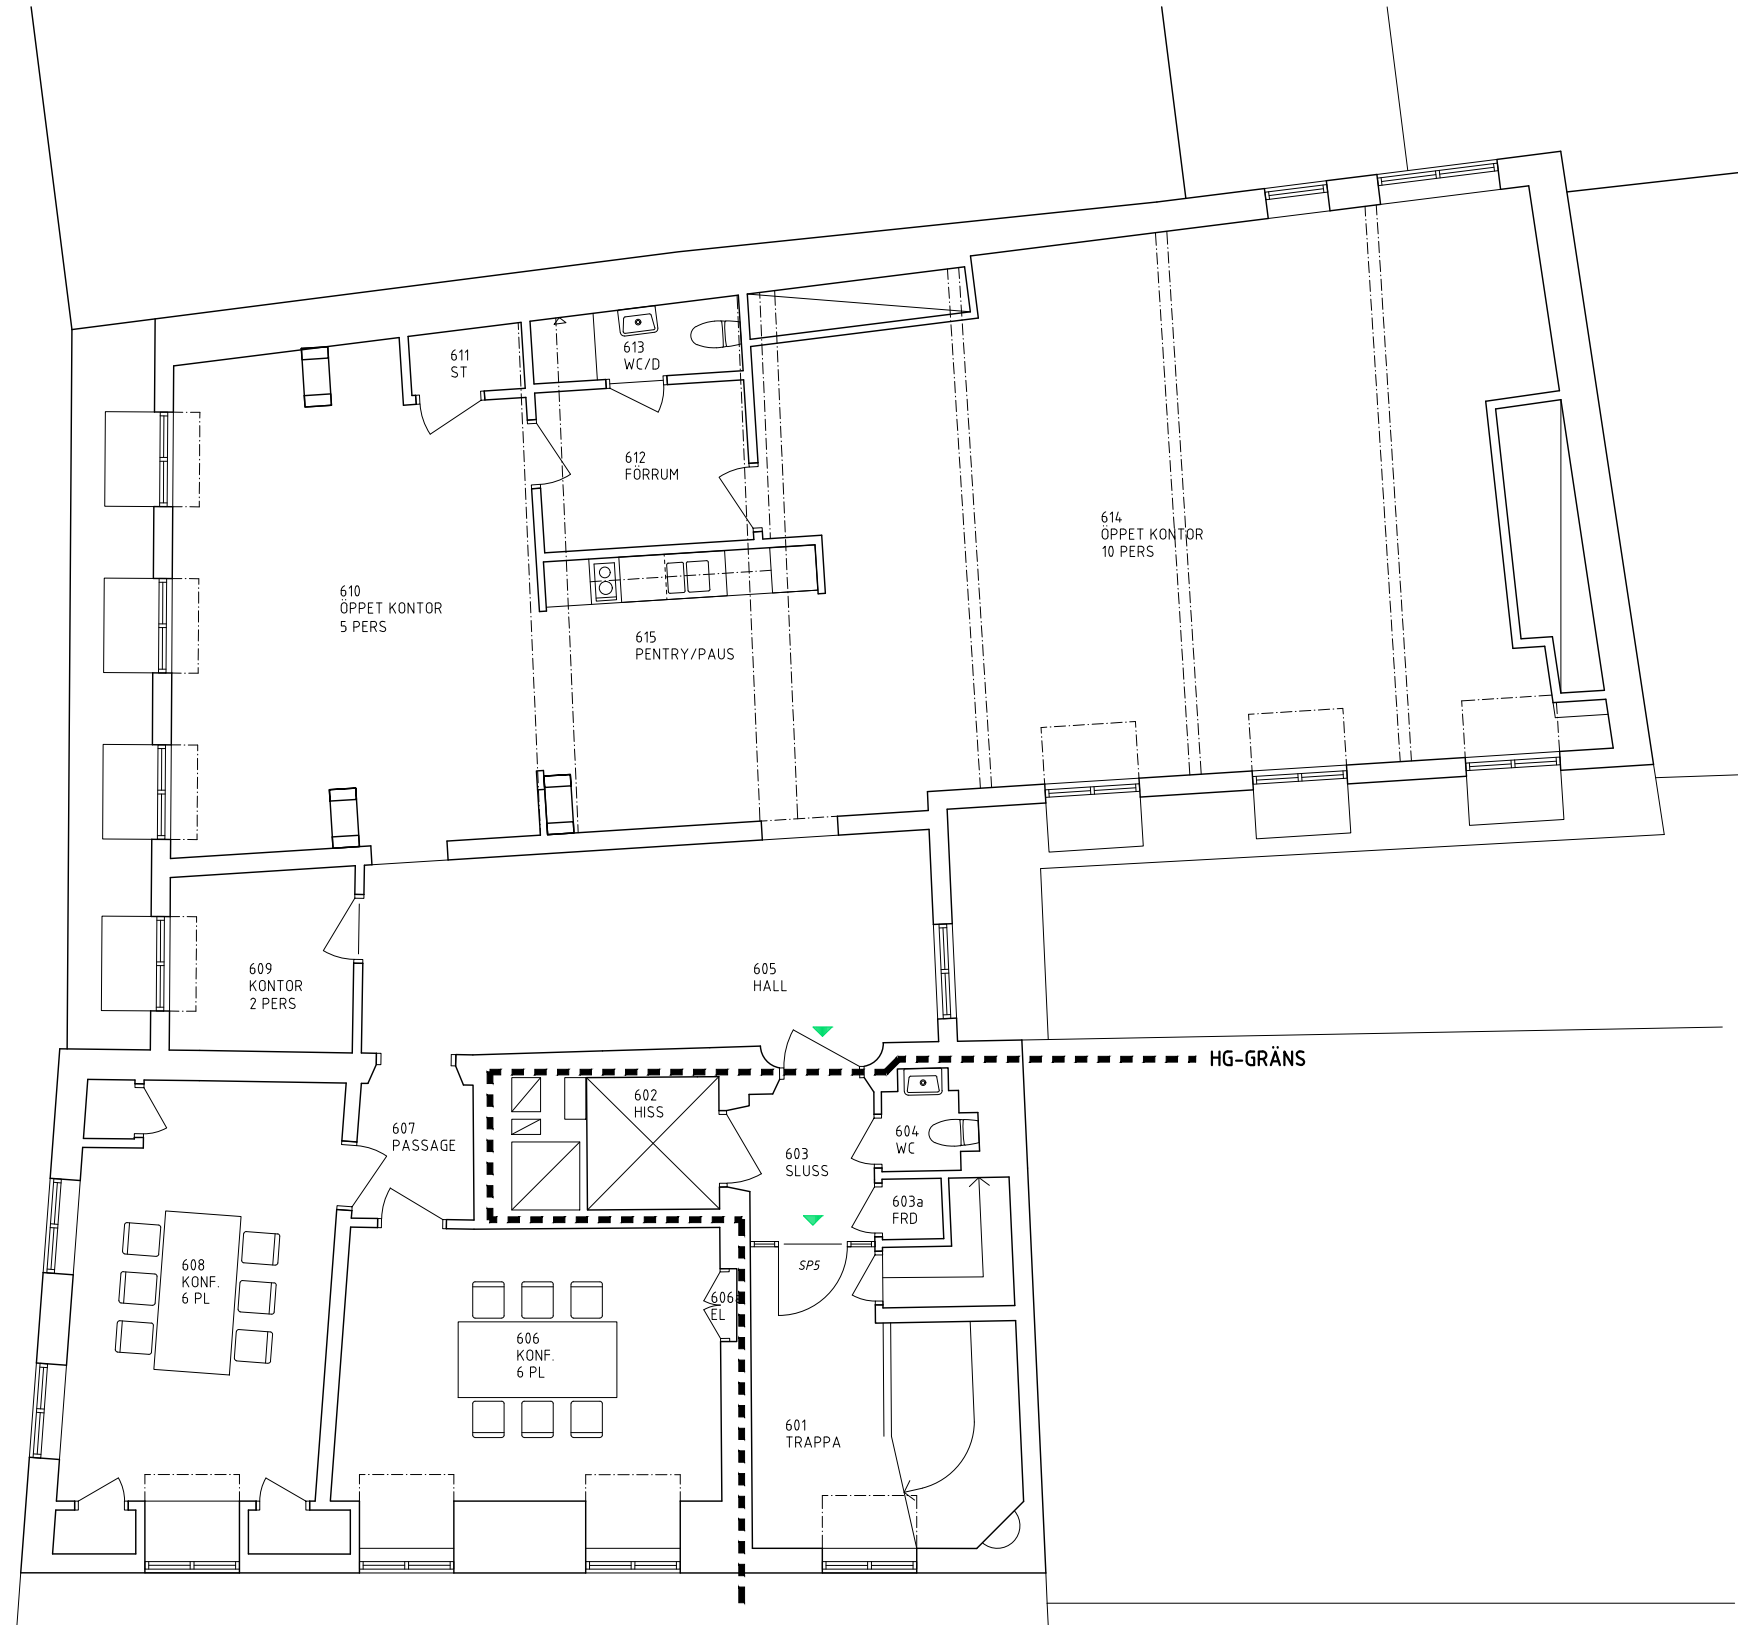 611
ST
613
WC/D
612
FÖRRUM
614
ÖPPET KONTOR
10 PERS
610
ÖPPET KONTOR
5 PERS
615
PENTRY/PAUS
609
KONTOR
2 PERS
605
HALL
HG-GRÄNS
602
HISS
607
PASSAGE
604
WC
603
SLUSS
603a
FRD
608
KONF.
6 PL
SP5
606a
EL
606
KONF.
6 PL
601
TRAPPA